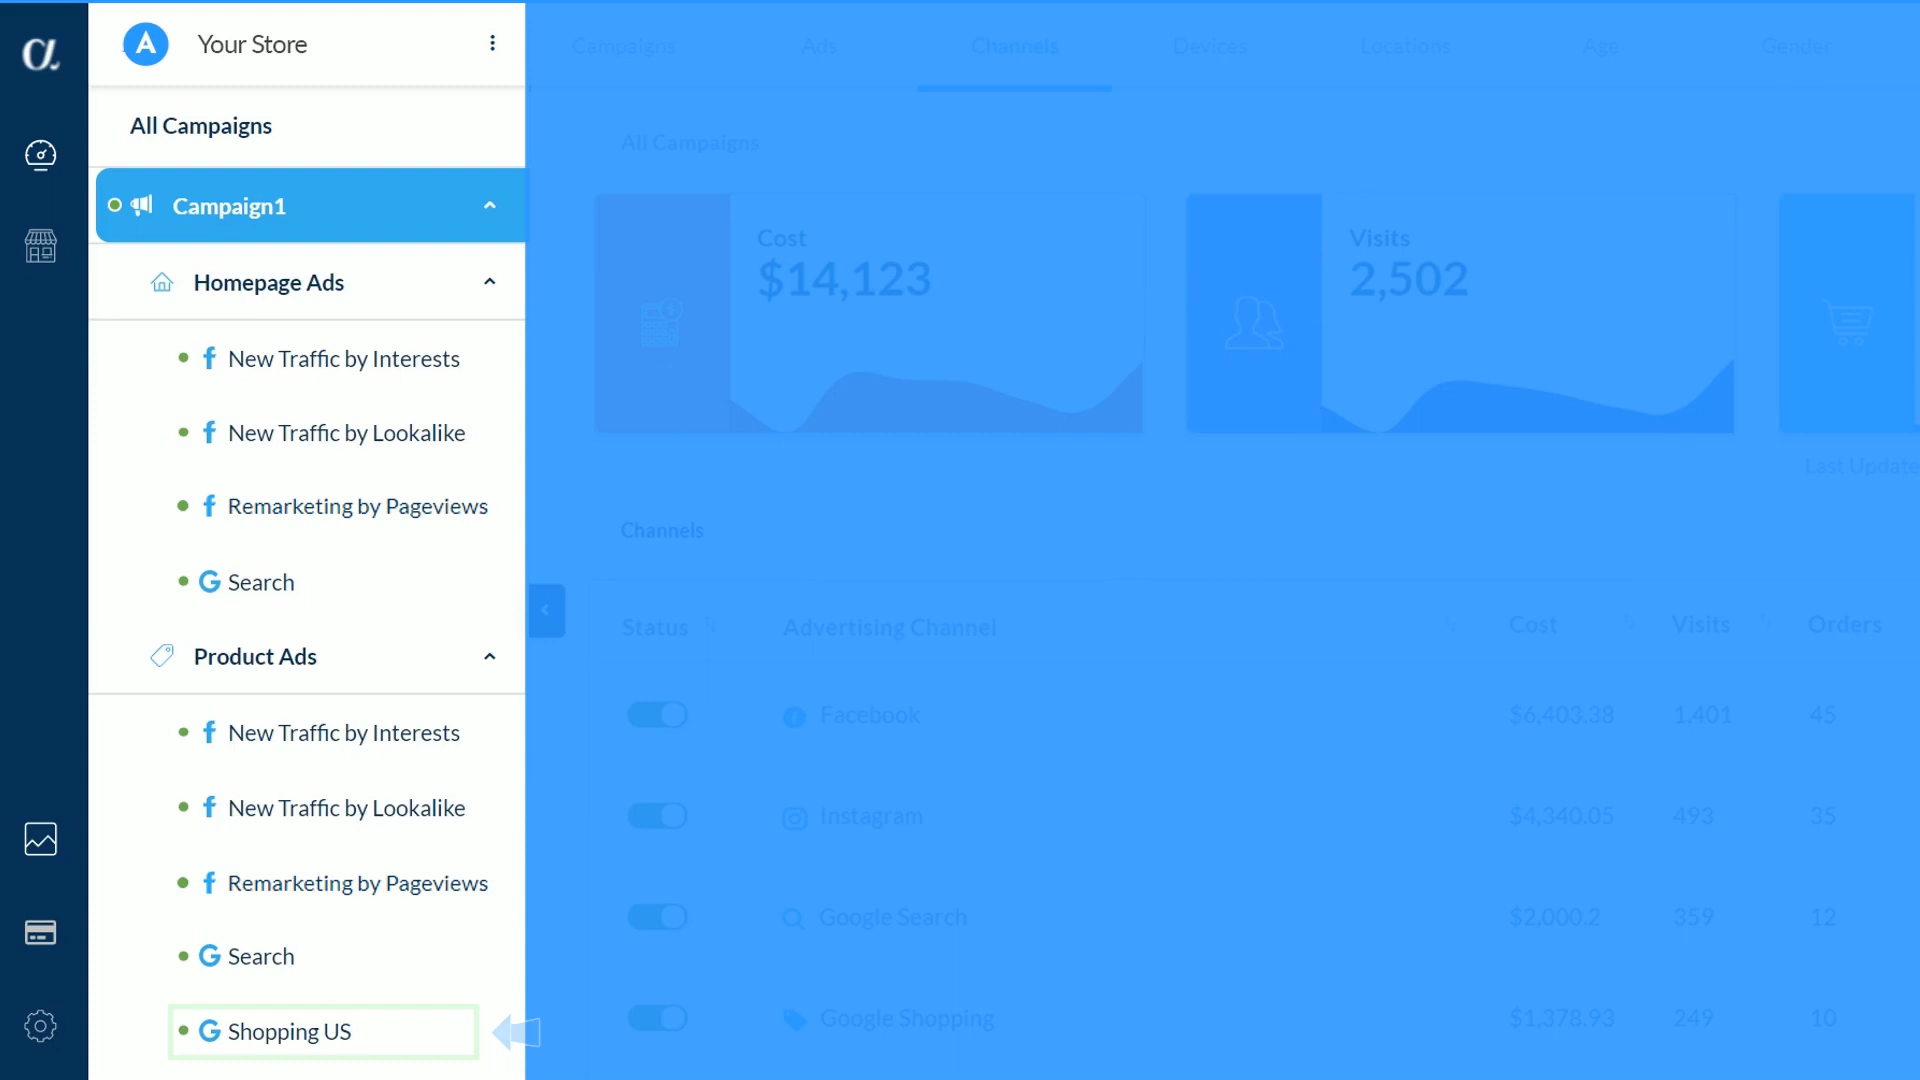 α
A Your Store
All Campaigns
Campaign1
Homepage Ads
New Traffic by Interests
New Traffic by Lookalike
Remarketing by Pageviews
Search
Product Ads
New Traffic by Interests
New Traffic by Lookalike
Remarketing by Pageviews
Search
Shopping US
Campaigns Ads Channels Devices Locations Age Gender
All Campaigns
Cost
$14,123
Visits
2,502
Last Update
Channels
Status Advertising Channel Cost Visits Orders
Facebook $6,403.38 1,401 45
Instagram $4,340.05 493 35
Google Search $2,000.2 359 12
Google Shopping $1,378.93 249 10